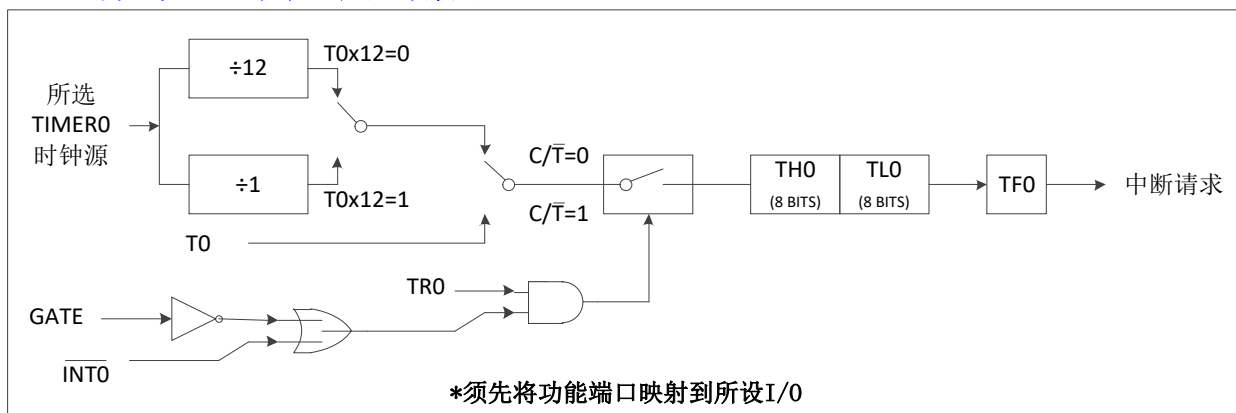 ÷12
T0x12=0
所选
TIMER0
时钟源
÷1
T0x12=1
C/T̅=0
C/T̅=1
TH0
(8 BITS)
TL0
(8 BITS)
TF0
中断请求
T0
TR0
GATE
I̅N̅T̅0̅
*须先将功能端口映射到所设I/O